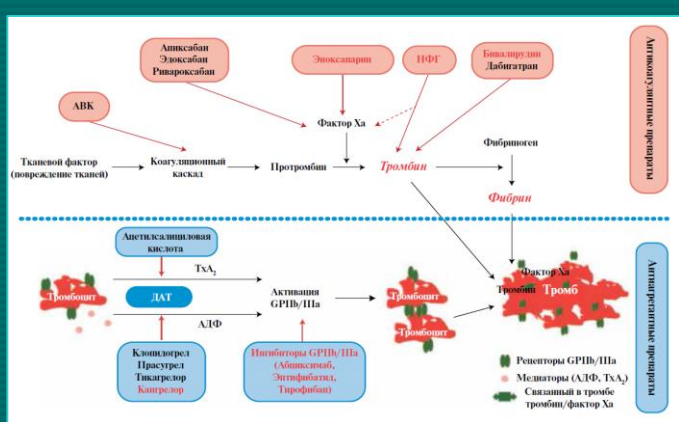 Апиксабан
Эдоксабан
Ривароксабан
Эноксапарин
НФГ
Бивалирудин
Дабигатран
Антикоагулянтные препараты
АВК
Фактор Xa
Фибриноген
Тканевой фактор
(повреждение тканей)
Коагуляционный
каскад
Протромбин
Тромбин
Фибрин
Ацетилсалициловая
кислота
TxA2
Тромбоцит
ДАТ
АДФ
Активация
GPIIb/IIIa
Тромбоцит
Тромбоцит
Фактор Xa
Тромбин
Тромб
Клопидогрел
Прасугрел
Тикагрелор
Кангрелор
Ингибиторы GPIIb/IIIa
(Абциксимаб,
Эптифибатид,
Тирофибан)
Рецепторы GPIIb/IIIa
Медиаторы (АДФ, TxA2)
Связанный в тромбе
тромбин/фактор Xa
Антиагрегантные препараты